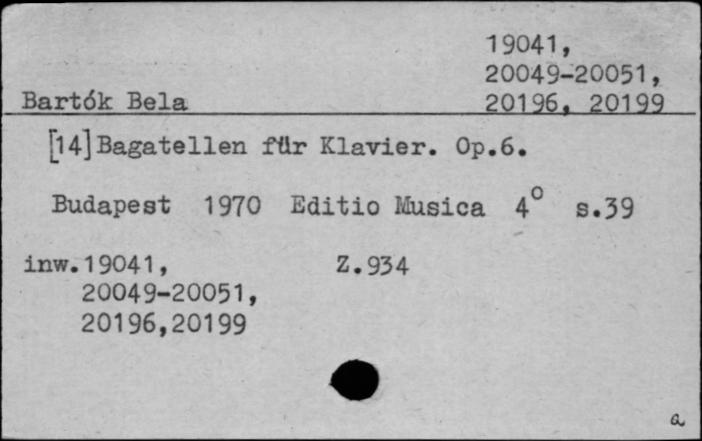 19041,
20049-20051,
Bartók Bela 20196, 20199
[14]Bagatellen für Klavier. Op.6.
Budapest 1970 Editio Musica 4° s.39
inw.19041, Z.934
20049-20051,
20196,20199
a